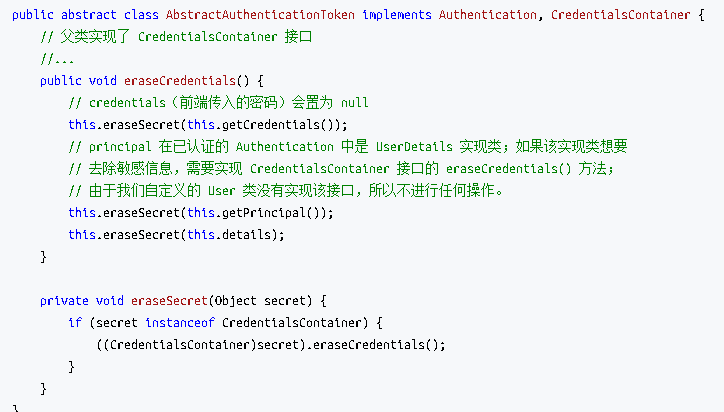 public abstract class AbstractAuthenticationToken implements Authentication, CredentialsContainer {
    // 父类实现了 CredentialsContainer 接口
    //...
    public void eraseCredentials() {
        // credentials（前端传入的密码）会置为 null
        this.eraseSecret(this.getCredentials());
        // principal 在已认证的 Authentication 中是 UserDetails 实现类；如果该实现类想要
        // 去除敏感信息，需要实现 CredentialsContainer 接口的 eraseCredentials() 方法；
        // 由于我们自定义的 User 类没有实现该接口，所以不进行任何操作。
        this.eraseSecret(this.getPrincipal());
        this.eraseSecret(this.details);
    }

    private void eraseSecret(Object secret) {
        if (secret instanceof CredentialsContainer) {
            ((CredentialsContainer)secret).eraseCredentials();
        }
    }
}